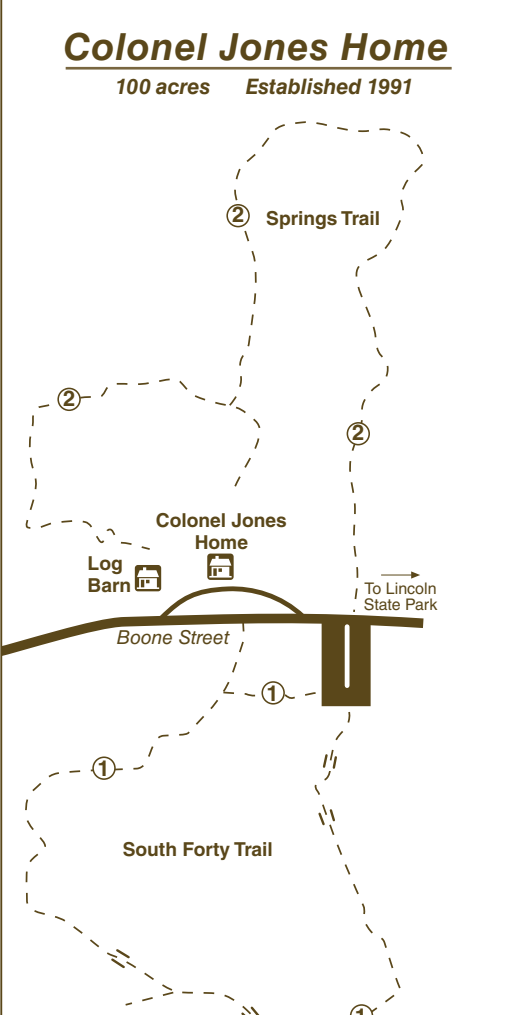 Colonel Jones Home
100 acres Established 1991
2
Springs Trail
2
2
Colonel Jones
Home
Log
Barn
To Lincoln
State Park
Boone Street
1
1
South Forty Trail
1